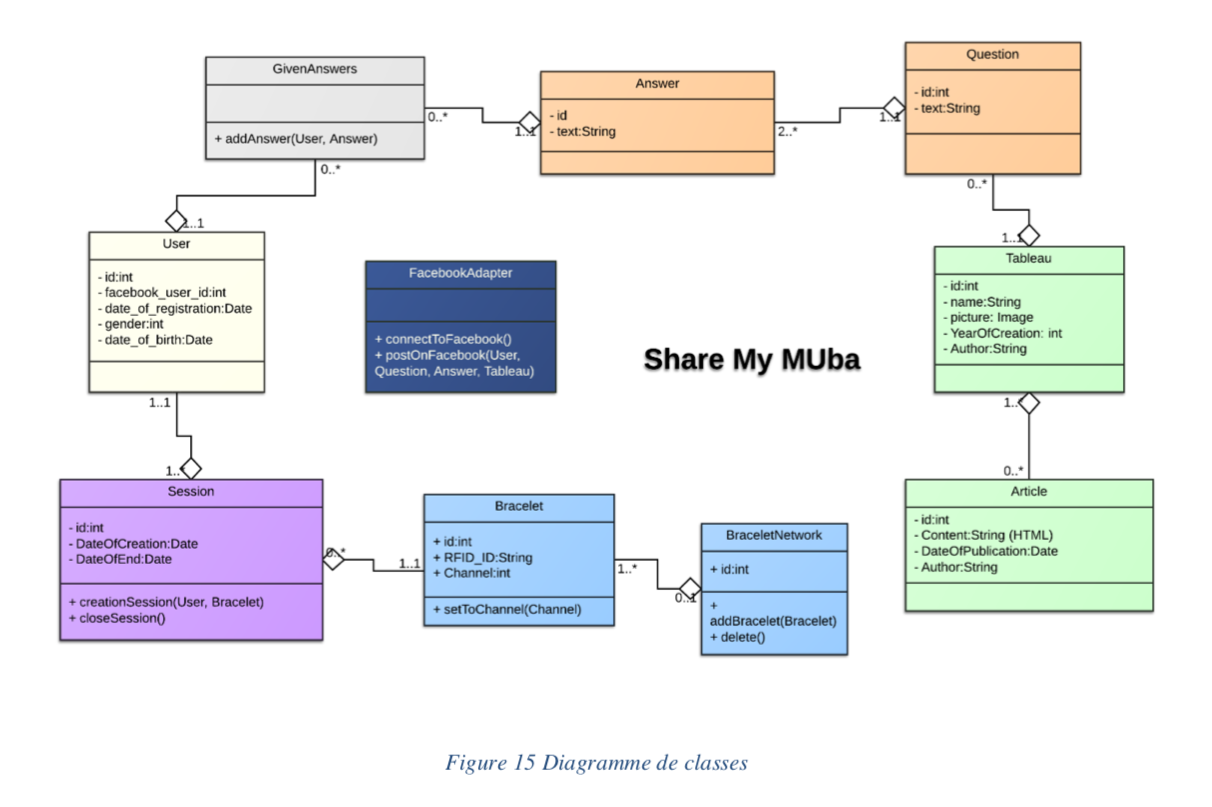 GivenAnswers
+ addAnswer(User, Answer)
0..*
0..*
1..1
Answer
- id
- text:String
2..*
1..1
Question
- id:int
- text:String
0..*
1..1
1..1
User
- id:int
- facebook_user_id:int
- date_of_registration:Date
- gender:int
- date_of_birth:Date
1..1
FacebookAdapter
+ connectToFacebook()
+ postOnFacebook(User,
Question, Answer, Tableau)
Share My MUba
Tableau
- id:int
- name:String
- picture: Image
- YearOfCreation: int
- Author:String
1..
0..*
1..
Session
- id:int
- DateOfCreation:Date
- DateOfEnd:Date
+ creationSession(User, Bracelet)
+ closeSession()
0..*
1..1
Bracelet
+ id:int
+ RFID_ID:String
+ Channel:int
+ setToChannel(Channel)
1..*
0..1
BraceletNetwork
+ id:int
+
addBracelet(Bracelet)
+ delete()
Article
- id:int
- Content:String (HTML)
- DateOfPublication:Date
- Author:String
Figure 15 Diagramme de classes